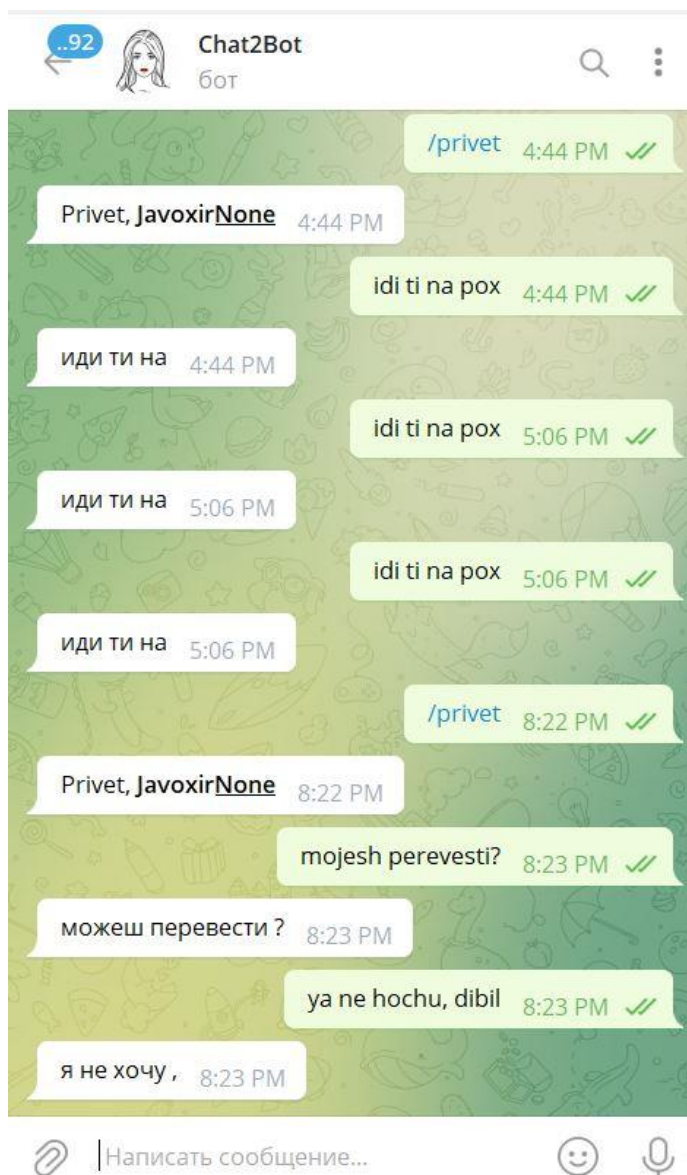 ..92
Chat2Bot
бот
/privet 4:44 PM
Privet, JavoxirNone 4:44 PM
idi ti na pox 4:44 PM
иди ти на 4:44 PM
idi ti na pox 5:06 PM
иди ти на 5:06 PM
idi ti na pox 5:06 PM
иди ти на 5:06 PM
/privet 8:22 PM
Privet, JavoxirNone 8:22 PM
mojesh perevesti? 8:23 PM
можеш перевести ? 8:23 PM
ya ne hochu, dibil 8:23 PM
я не хочу , 8:23 PM
Написать сообщение...